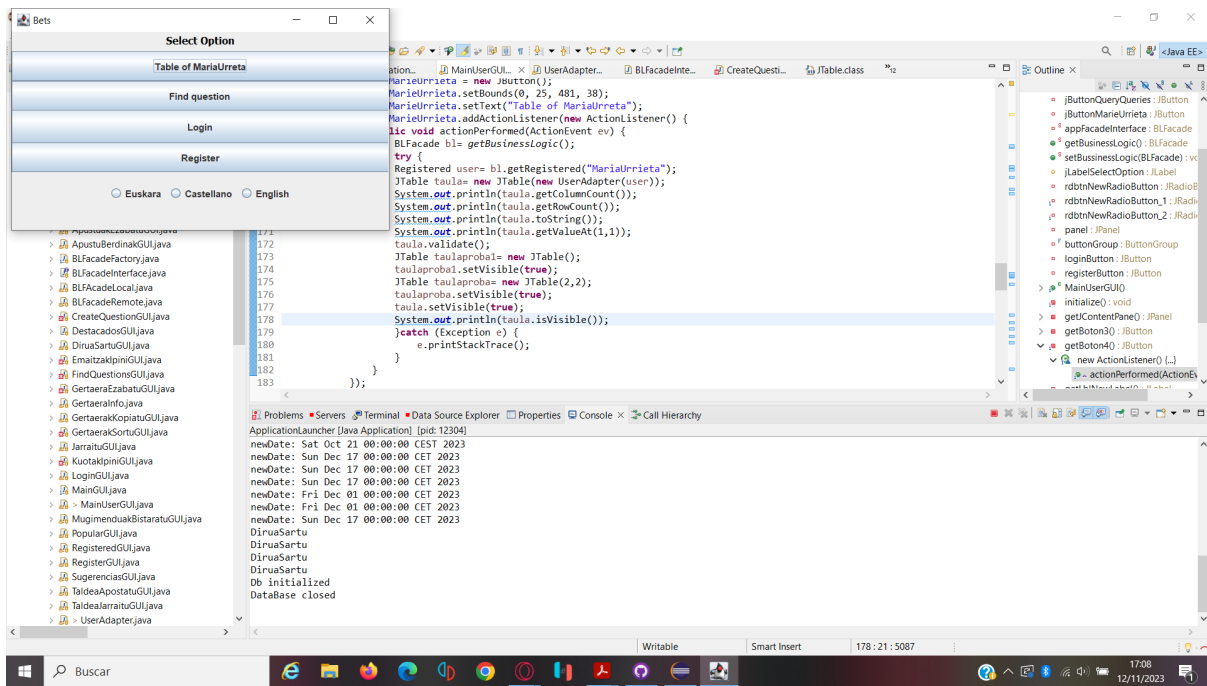 Bets
Select Option
Table of MariaUrreta
Find question
Login
Register
Euskara Castellano English
<Java EE>
ation... MainUserGUI... UserAdapter... BLFacadeInte... CreateQuesti... JTable.class 12
MarieUrrieta = new JButton();
MarieUrrieta.setBounds(0, 25, 481, 38);
MarieUrrieta.setText("Table of MariaUrreta");
MarieUrrieta.addActionListener(new ActionListener() {
lic void actionPerformed(ActionEvent ev) {
BLFacade bl= getBusinessLogic();
try {
Registered user= bl.getRegistered("MariaUrrieta");
JTable taula= new JTable(new UserAdapter(user));
System.out.println(taula.getColumnCount());
System.out.println(taula.getRowCount());
System.out.println(taula.toString());
171 System.out.println(taula.getValueAt(1,1));
172 taula.validate();
173 JTable taulaproba1= new JTable();
174 taulaproba1.setVisible(true);
175 JTable taulaproba= new JTable(2,2);
176 taulaproba.setVisible(true);
177 taula.setVisible(true);
178 System.out.println(taula.isVisible());
179 }catch (Exception e) {
180 e.printStackTrace();
181 }
182 }
183 });
ApustuakEzabatuGUI.java
ApustuBerdinakGUI.java
BLFacadeFactory.java
BLFacadeInterface.java
BLFAcadeLocal.java
BLFacadeRemote.java
CreateQuestionGUI.java
DestacadosGUI.java
DiruaSartuGUI.java
EmaitzakIpiniGUI.java
FindQuestionsGUI.java
GertaeraEzabatuGUI.java
GertaeraInfo.java
GertaerakKopiatuGUI.java
GertaerakSortuGUI.java
JarraituGUI.java
KuotakIpiniGUI.java
LoginGUI.java
MainGUI.java
> MainUserGUI.java
MugimenduakBistaratuGUI.java
PopularGUI.java
RegisteredGUI.java
RegisterGUI.java
SugerenciasGUI.java
TaldeaApostatuGUI.java
TaldeaJarraituGUI.java
> UserAdapter.java
Outline
jButtonQueryQueries : JButton
jButtonMarieUrrieta : JButton
appFacadeInterface : BLFacade
getBusinessLogic() : BLFacade
setBussinessLogic(BLFacade) : vc
jLabelSelectOption : JLabel
rdbtnNewRadioButton : JRadioB
rdbtnNewRadioButton_1 : JRadi
rdbtnNewRadioButton_2 : JRadi
panel : JPanel
buttonGroup : ButtonGroup
loginButton : JButton
registerButton : JButton
MainUserGUI()
initialize() : void
getJContentPane() : JPanel
getBoton3() : JButton
getBoton4() : JButton
new ActionListener() {...}
actionPerformed(ActionEv
Problems Servers Terminal Data Source Explorer Properties Console Call Hierarchy
ApplicationLauncher [Java Application] [pid: 12304]
newDate: Sat Oct 21 00:00:00 CEST 2023
newDate: Sun Dec 17 00:00:00 CET 2023
newDate: Sun Dec 17 00:00:00 CET 2023
newDate: Sun Dec 17 00:00:00 CET 2023
newDate: Fri Dec 01 00:00:00 CET 2023
newDate: Fri Dec 01 00:00:00 CET 2023
newDate: Sun Dec 17 00:00:00 CET 2023
DiruaSartu
DiruaSartu
DiruaSartu
DiruaSartu
Db initialized
DataBase closed
Writable Smart Insert 178 : 21 : 5087
Buscar
17:08
12/11/2023